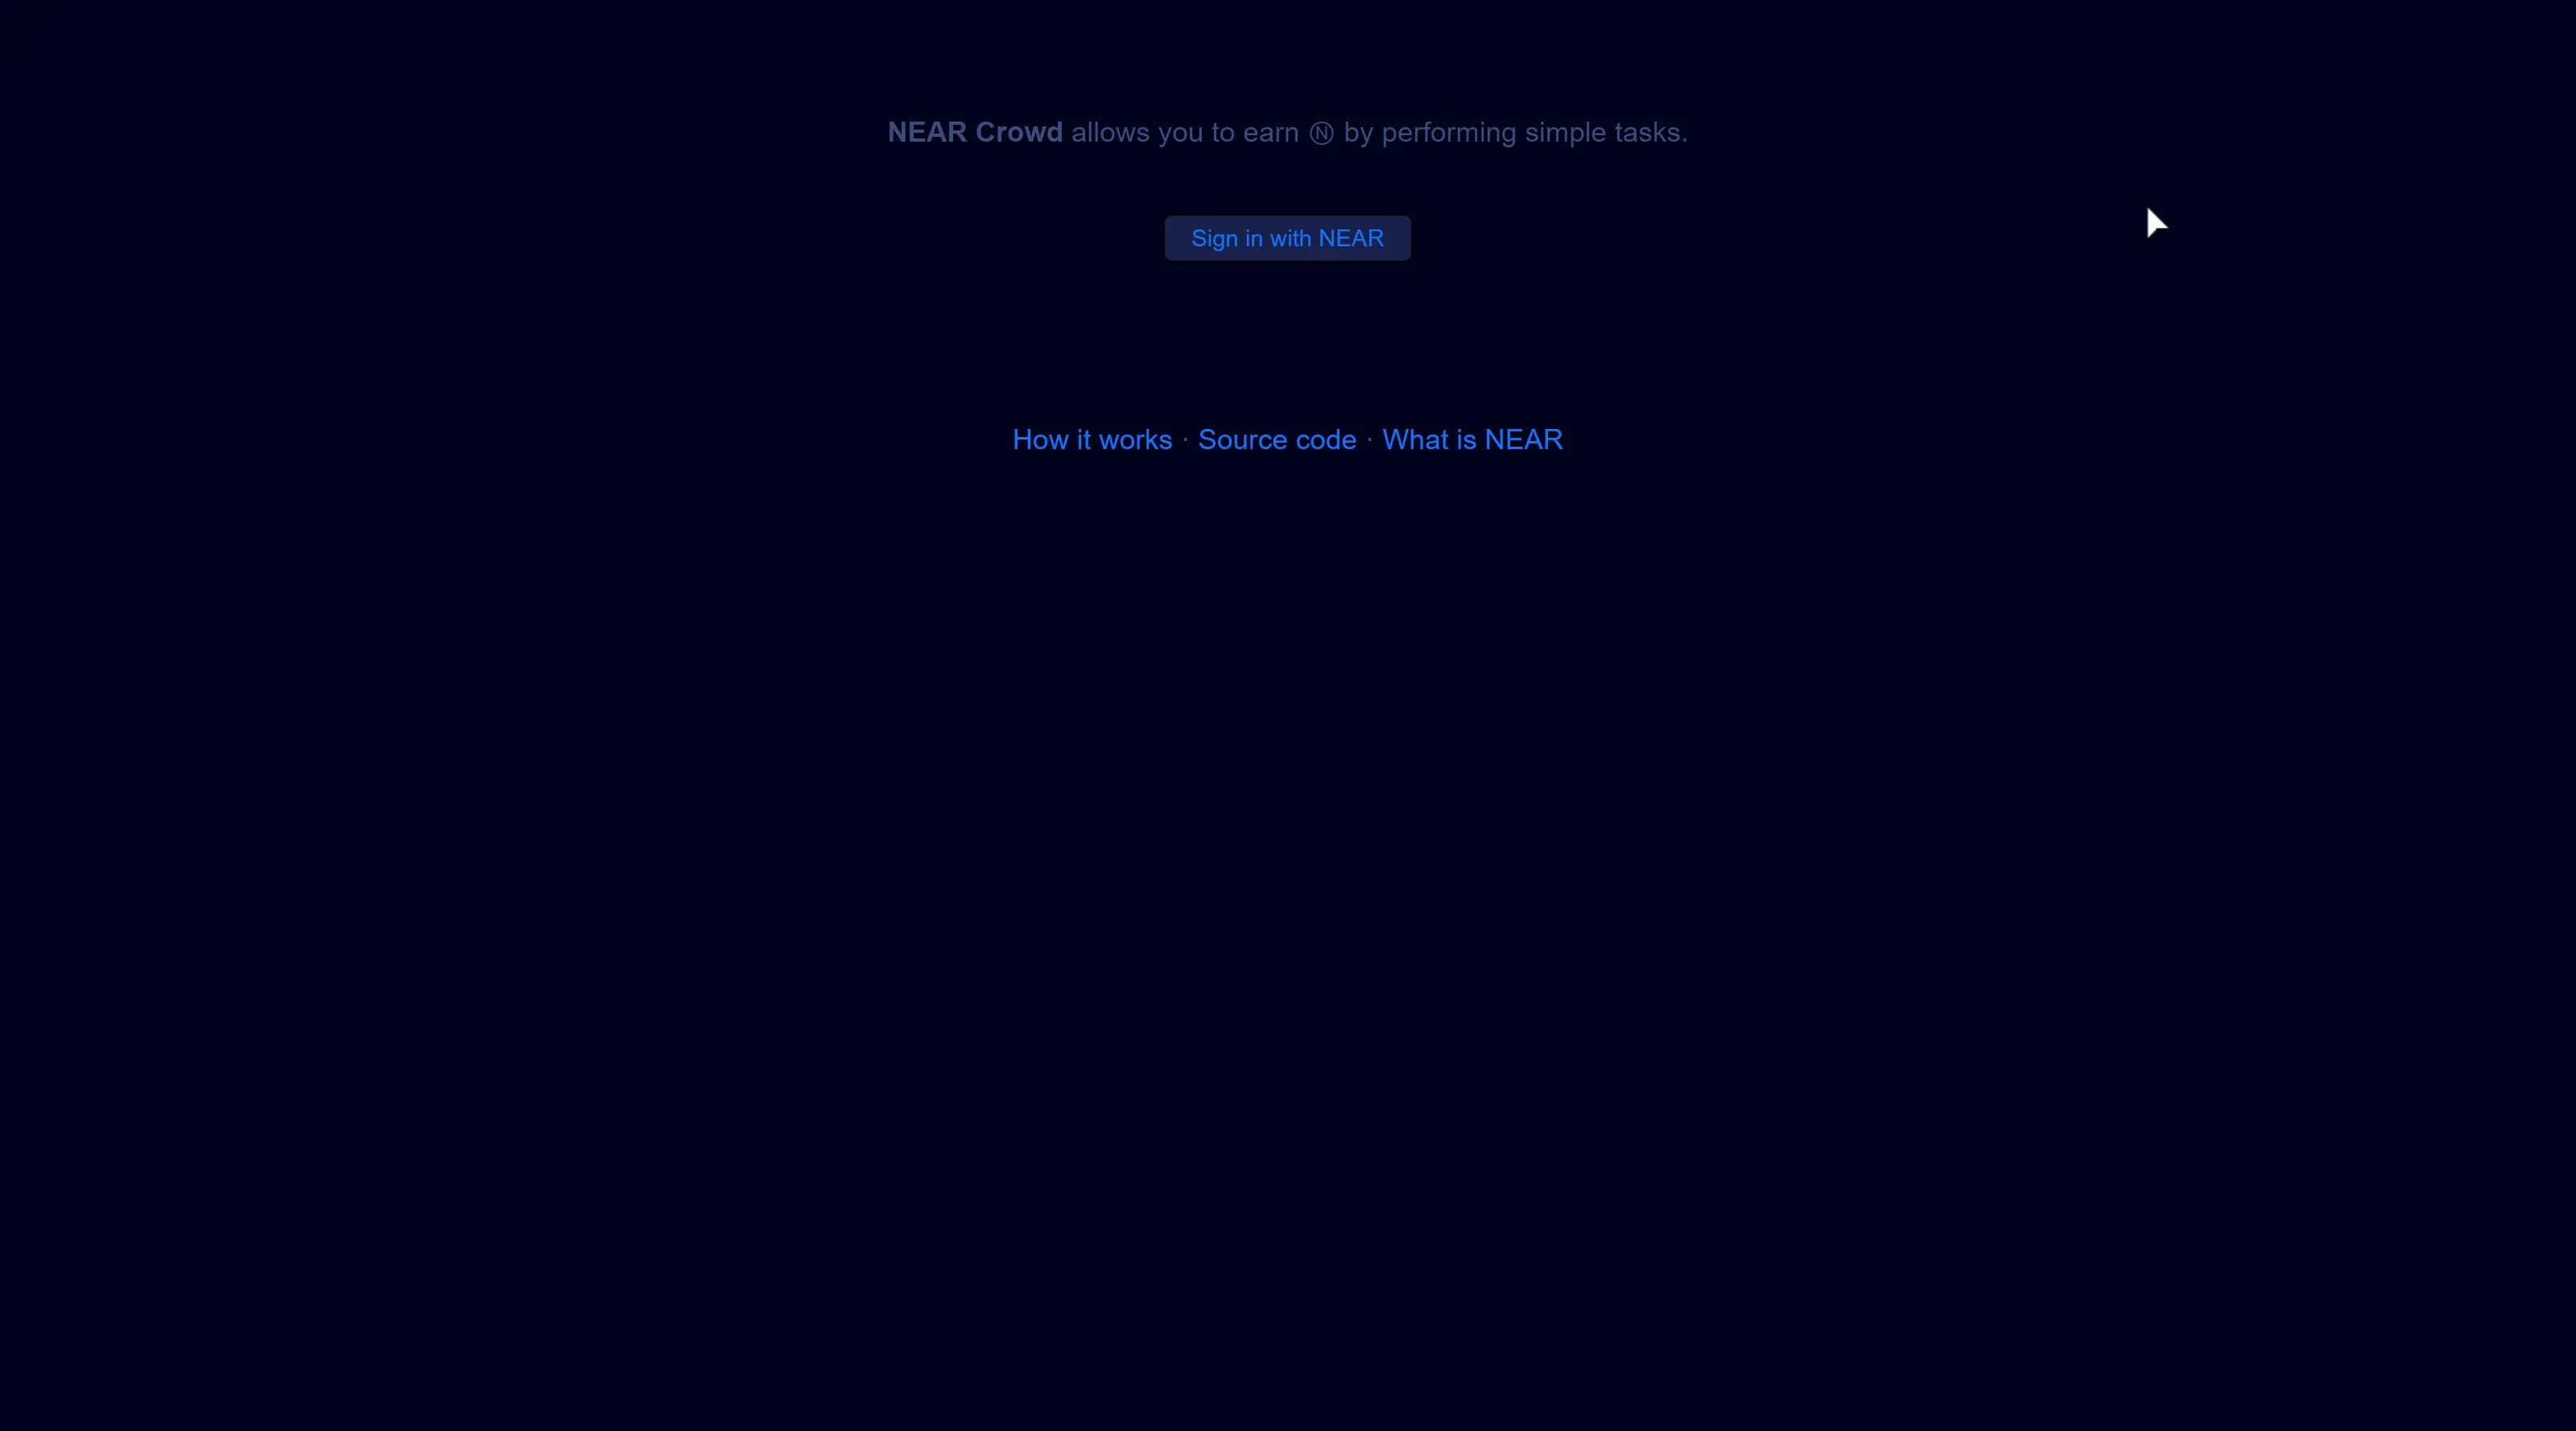 NEAR Crowd allows you to earn Ⓝ by performing simple tasks.
Sign in with NEAR
How it works · Source code · What is NEAR